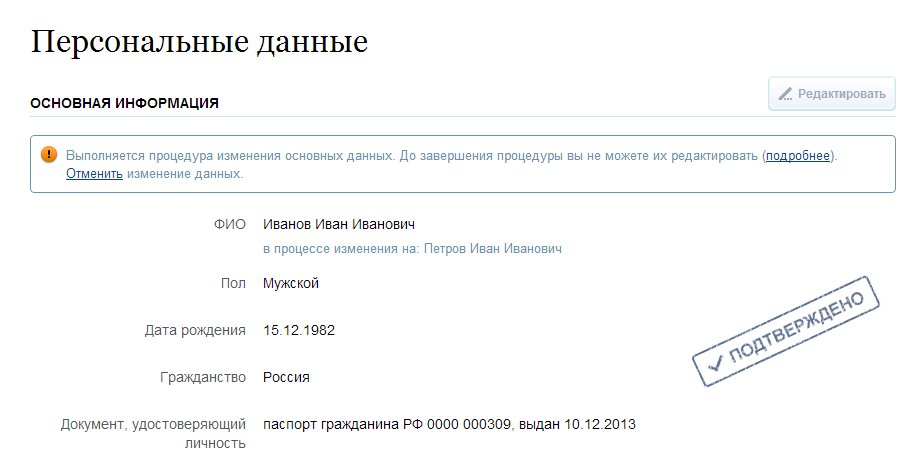 Персональные данные
ОСНОВНАЯ ИНФОРМАЦИЯ
Редактировать
Выполняется процедура изменения основных данных. До завершения процедуры вы не можете их редактировать (подробнее).
Отменить изменение данных.
ФИО Иванов Иван Иванович
в процессе изменения на: Петров Иван Иванович
Пол Мужской
Дата рождения 15.12.1982
ПОДТВЕРЖДЕНО
Гражданство Россия
Документ, удостоверяющий паспорт гражданина РФ 0000 000309, выдан 10.12.2013
личность